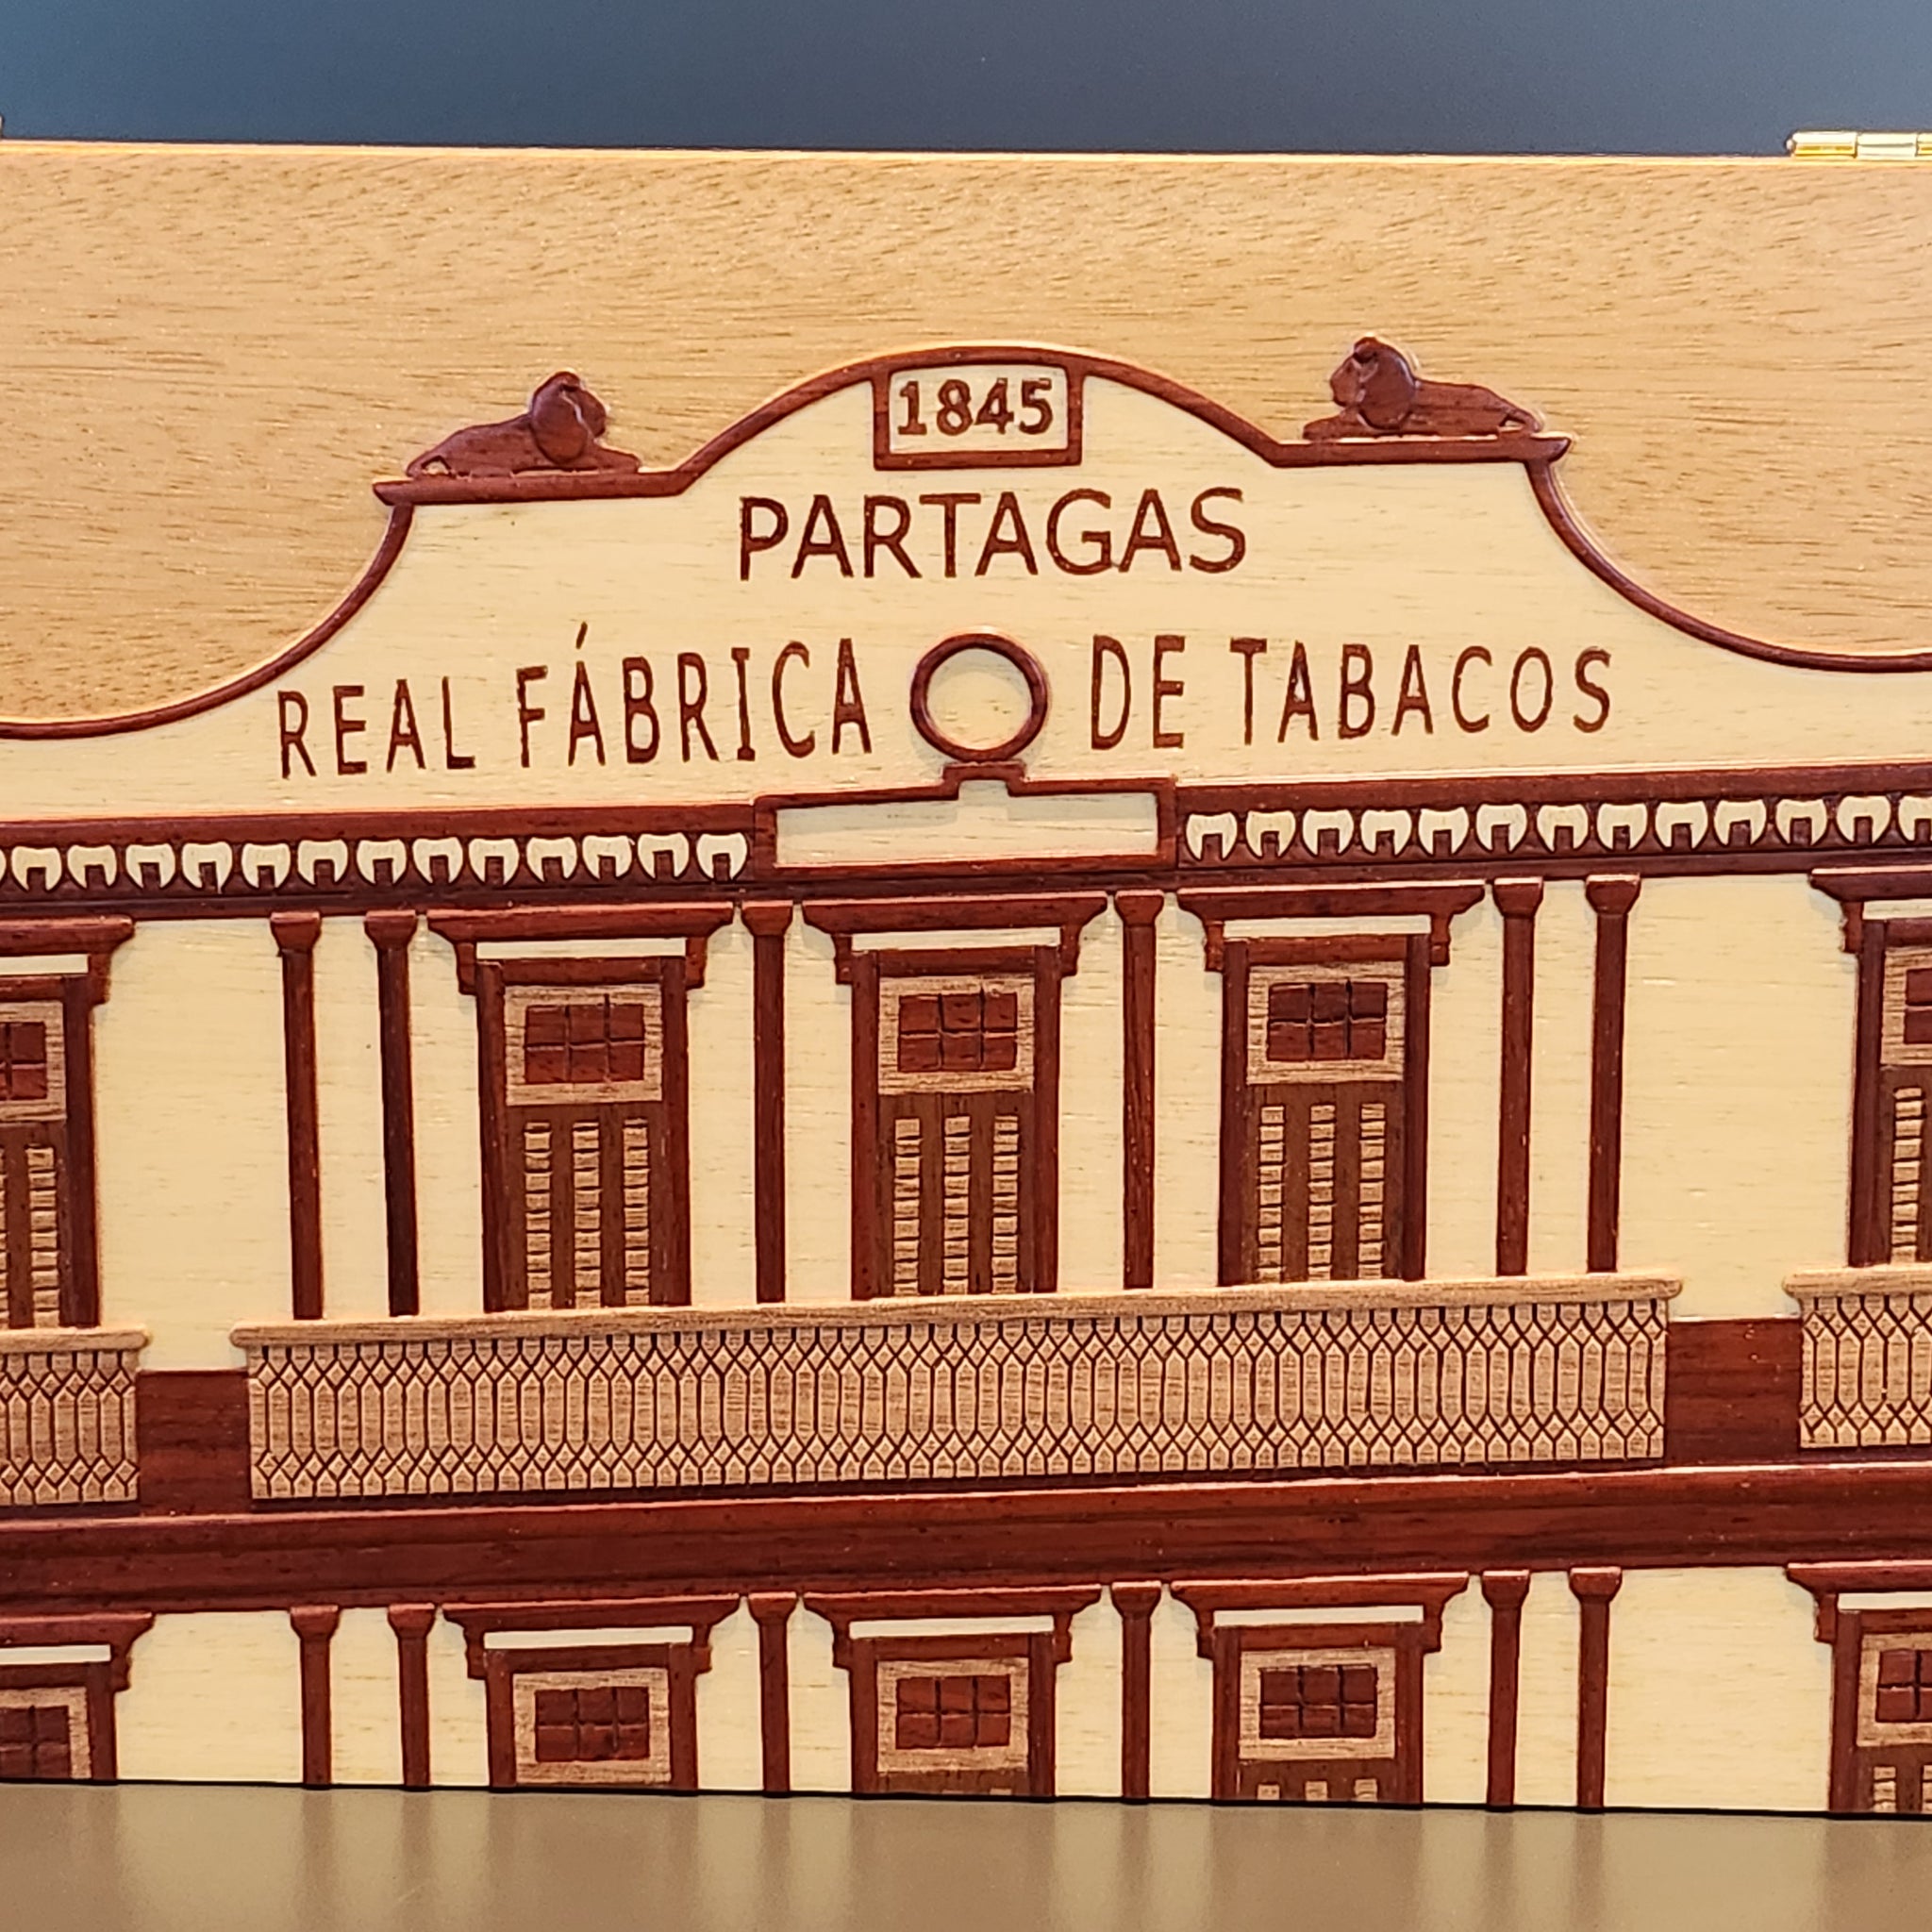 1845
PARTAGAS
REAL FÁBRICA DE TABACOS